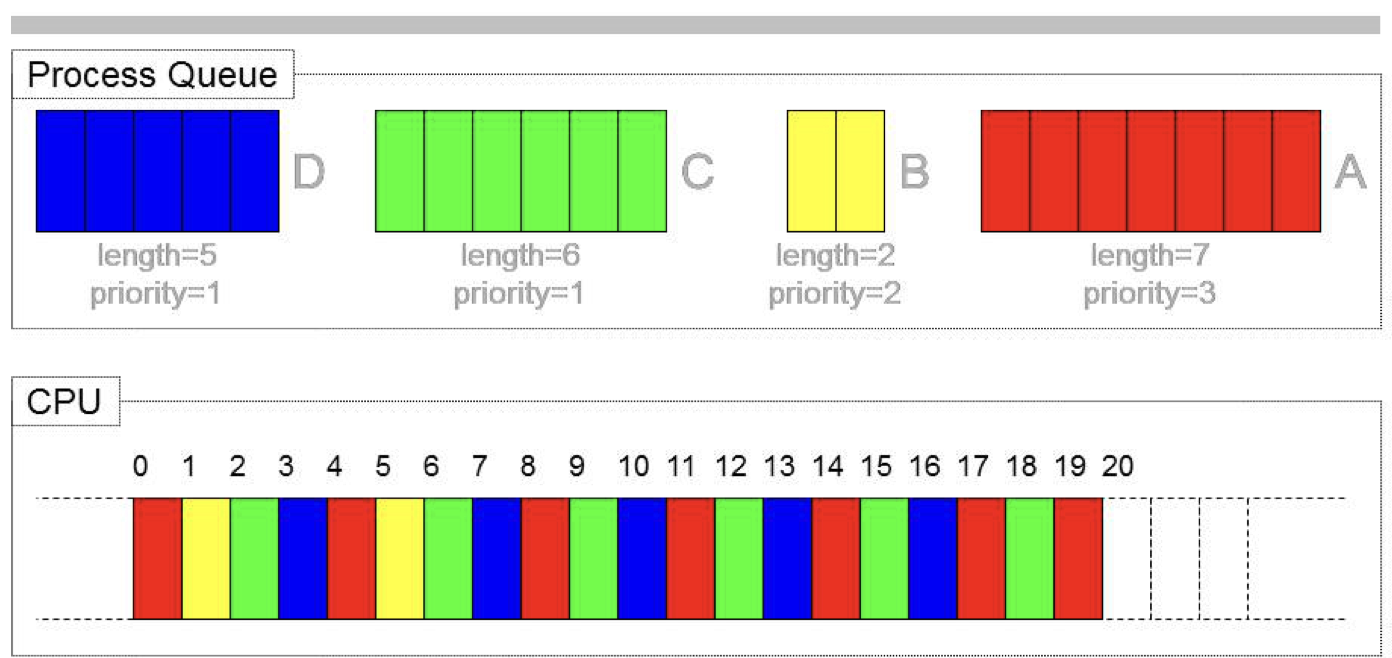 Process Queue
D C B A
length=5 length=6 length=2 length=7
priority=1 priority=1 priority=2 priority=3
CPU
0 1 2 3 4 5 6 7 8 9 10 11 12 13 14 15 16 17 18 19 20